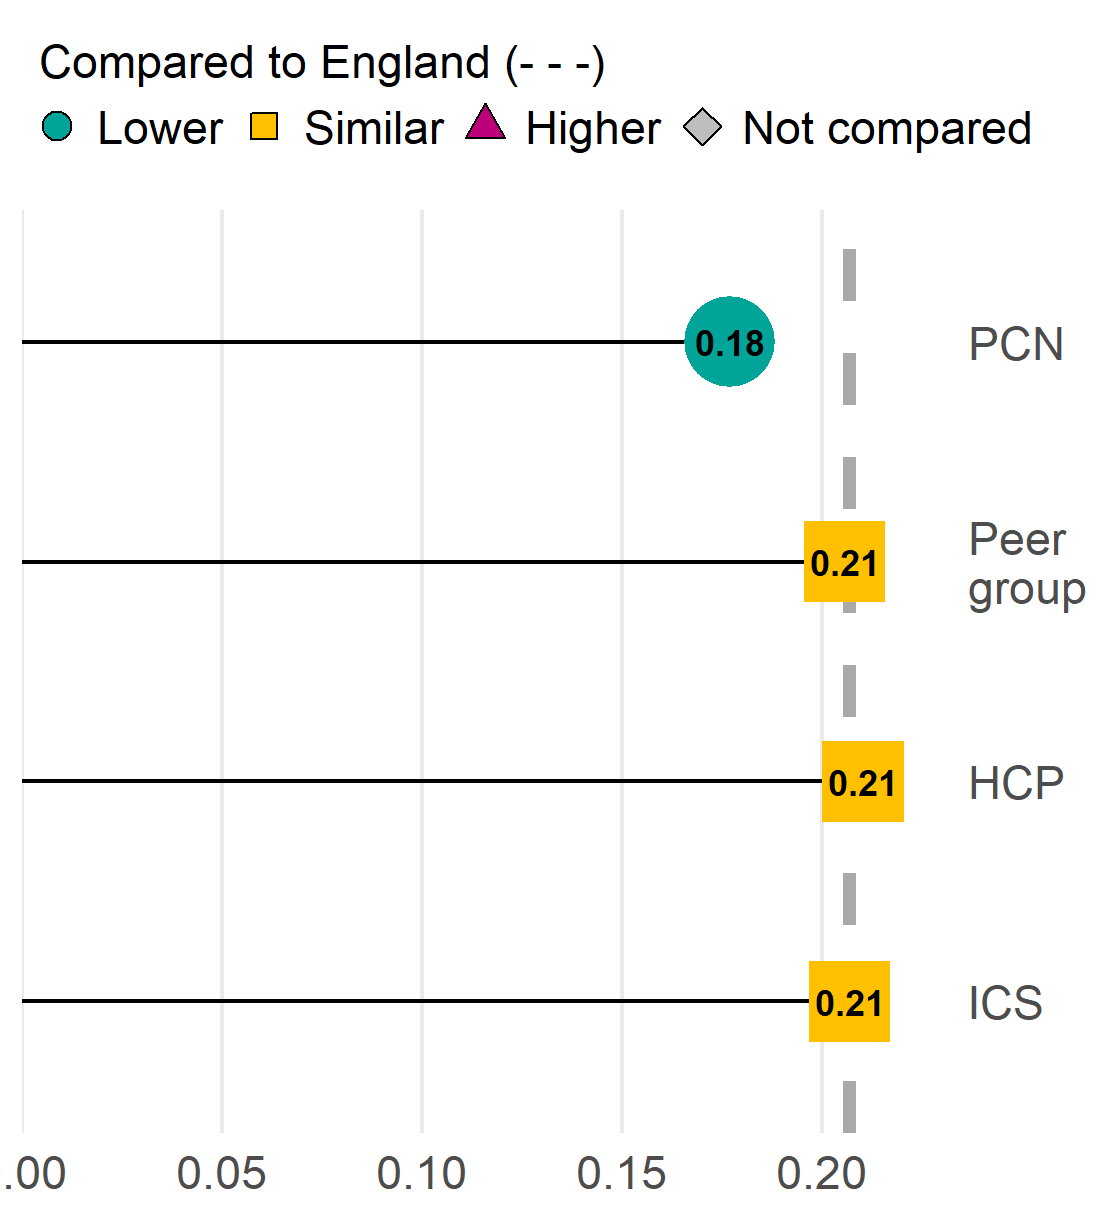 Compared to England (- - -)
Lower Similar Higher Not compared
0.18 PCN
0.21 Peer
group
0.21 HCP
0.21 ICS
.00 0.05 0.10 0.15 0.20